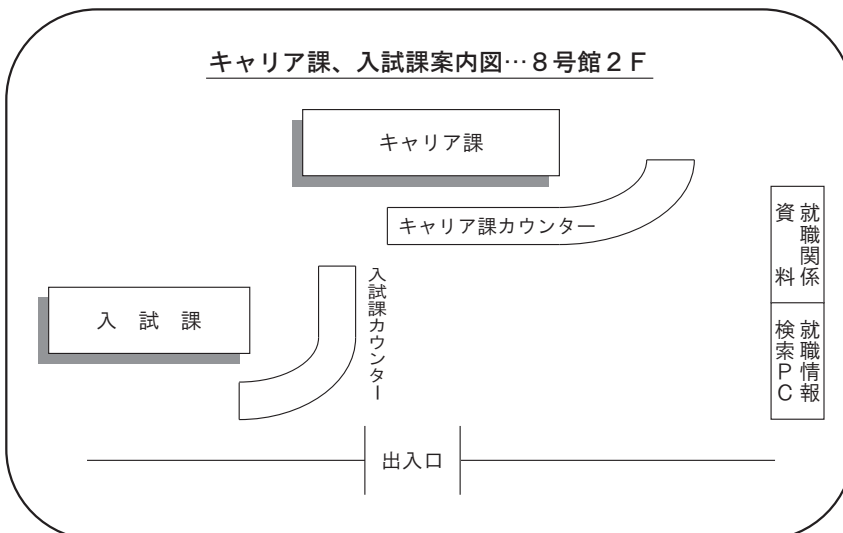 キャリア課、入試課案内図…8号館2F
キャリア課
キャリア課カウンター
就職関係
資料
入試課カウンター
入試課
就職情報
検索PC
出入口